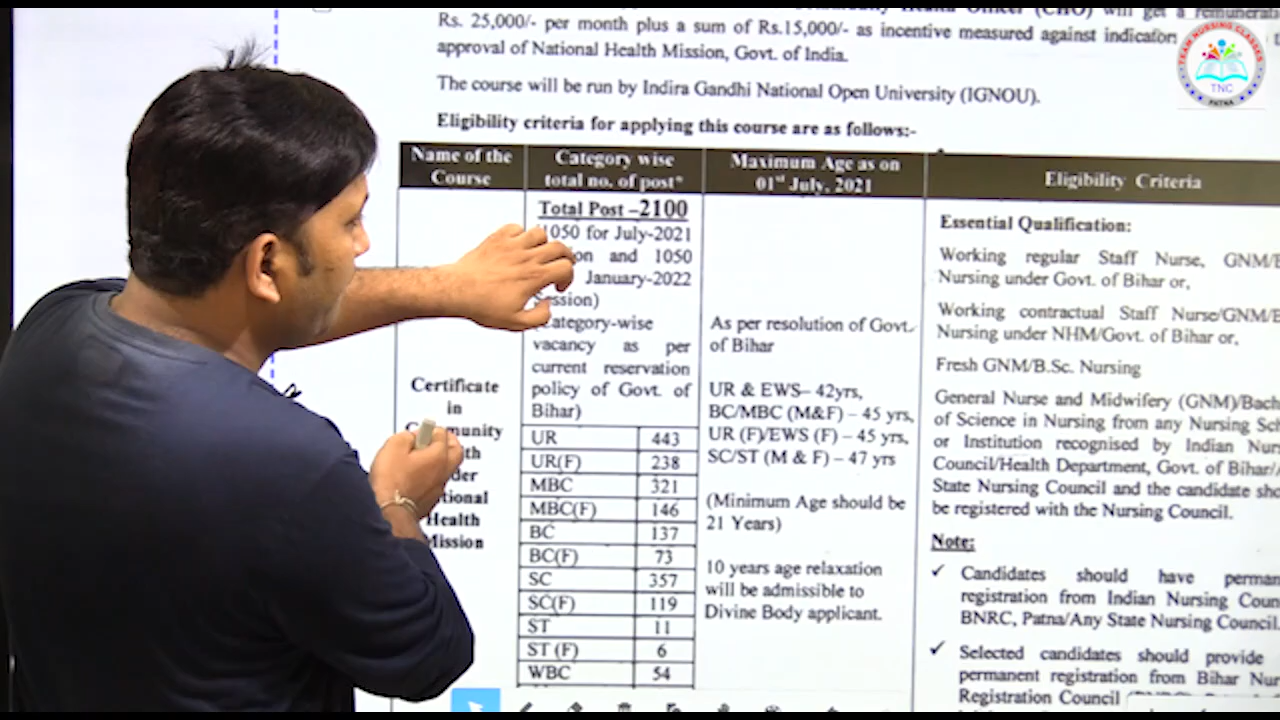 Community Health Officer (CHO) will get a
Rs. 25,000/- per month plus a sum of Rs.15,000/- as incentive measured against
approval of National Health Mission, Govt. of India.
The course will be run by Indira Gandhi National Open University (IGNOU).
Eligibility criteria for applying this course are as follows:-
Name of the
Course
Category wise
total no. of post*
Maximum Age as on
01st July, 2021
Eligibility Criteria
Certificate
in
Health
Mission
Total Post –2100
1050 for July-2021
and 1050
January-2022
Session)
Category-wise
vacancy as per
current reservation
policy of Govt. of
Bihar)
UR 443
UR(F) 238
MBC 321
MBC(F) 146
BC 137
BC(F) 73
SC 357
SC(F) 119
ST 11
ST (F) 6
WBC 54
As per resolution of Govt.
of Bihar
UR & EWS– 42yrs,
BC/MBC (M&F) – 45 yrs,
UR (F)/EWS (F) – 45 yrs,
SC/ST (M & F) – 47 yrs
(Minimum Age should be
21 Years)
10 years age relaxation
will be admissible to
Divine Body applicant.
Essential Qualification:
Working regular Staff Nurse,
Nursing under Govt. of Bihar or,
Working contractual Staff
Nursing under NHM/Govt. of Bihar or,
Fresh GNM/B.Sc. Nursing
General Nurse and Midwifery
of Science in Nursing from any Nursing
or Institution recognised by Indian
Council/Health Department, Govt. of
State Nursing Council and the candidate
be registered with the Nursing Council.
Note:
✓ Candidates should have
registration from Indian Nursing
BNRC, Patna/Any State Nursing Council.
✓ Selected candidates should provide
permanent registration from Bihar
Registration Council
TEAM NURSING CLASSES
TNC
PATNA